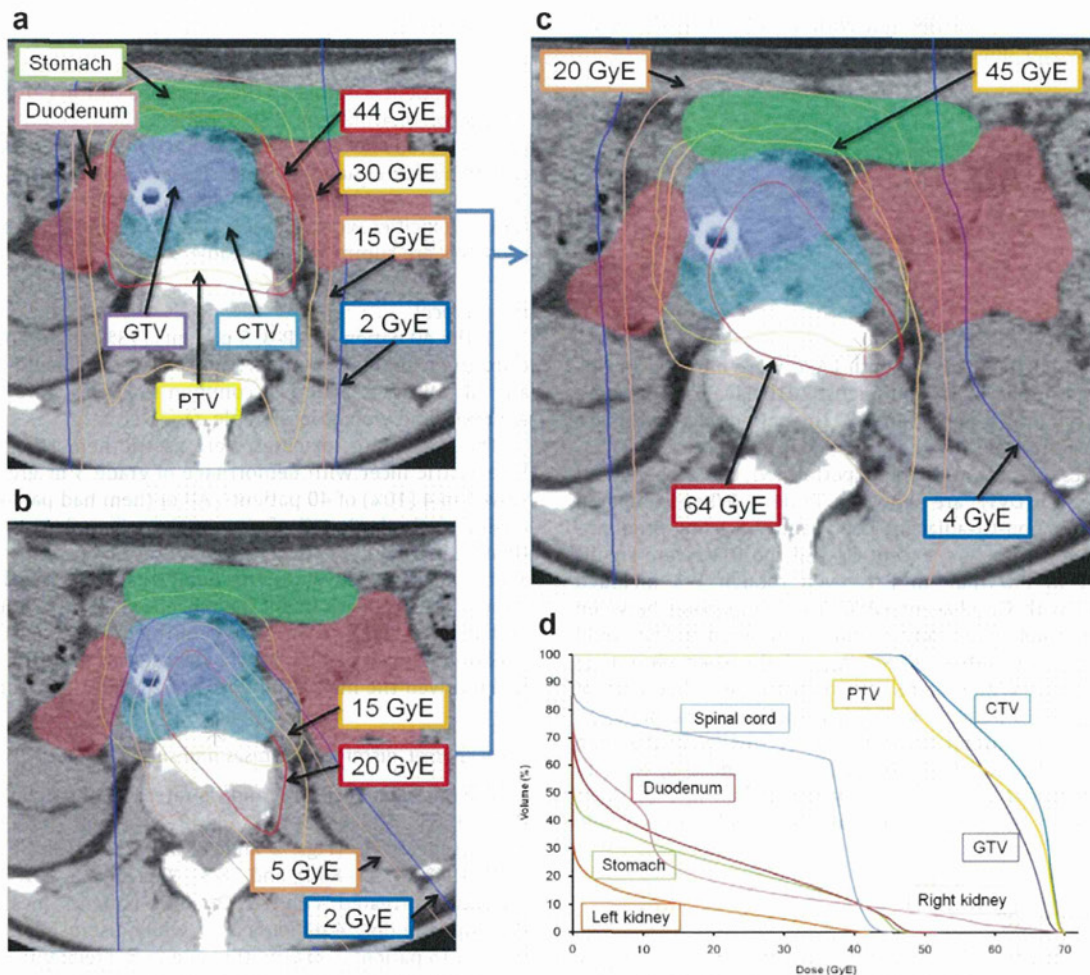 a
Stomach
Duodenum
44 GyE
30 GyE
15 GyE
2 GyE
GTV
CTV
PTV
b
15 GyE
20 GyE
5 GyE
2 GyE
c
20 GyE
45 GyE
64 GyE
4 GyE
d
100
90
80
70
60
50
40
30
20
10
0
Volume (%)
PTV
CTV
Spinal cord
Duodenum
GTV
Stomach
Left kidney
Right kidney
0 10 20 30 40 50 60 70
Dose (GyE)